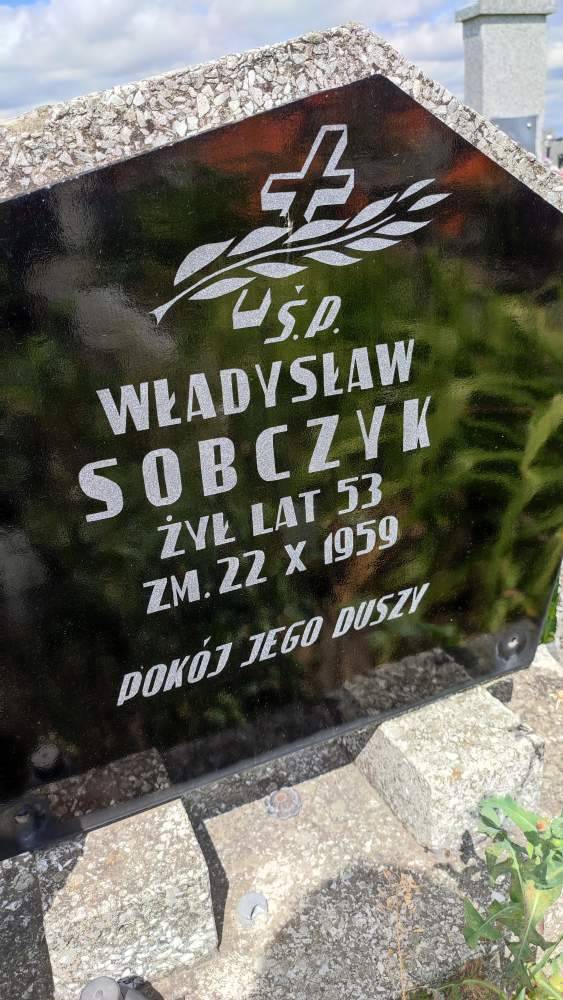 Ś.P.
WŁADYSŁAW
SOBCZYK
ŻYŁ LAT 53
ZM. 22 X 1959
POKÓJ JEGO DUSZY